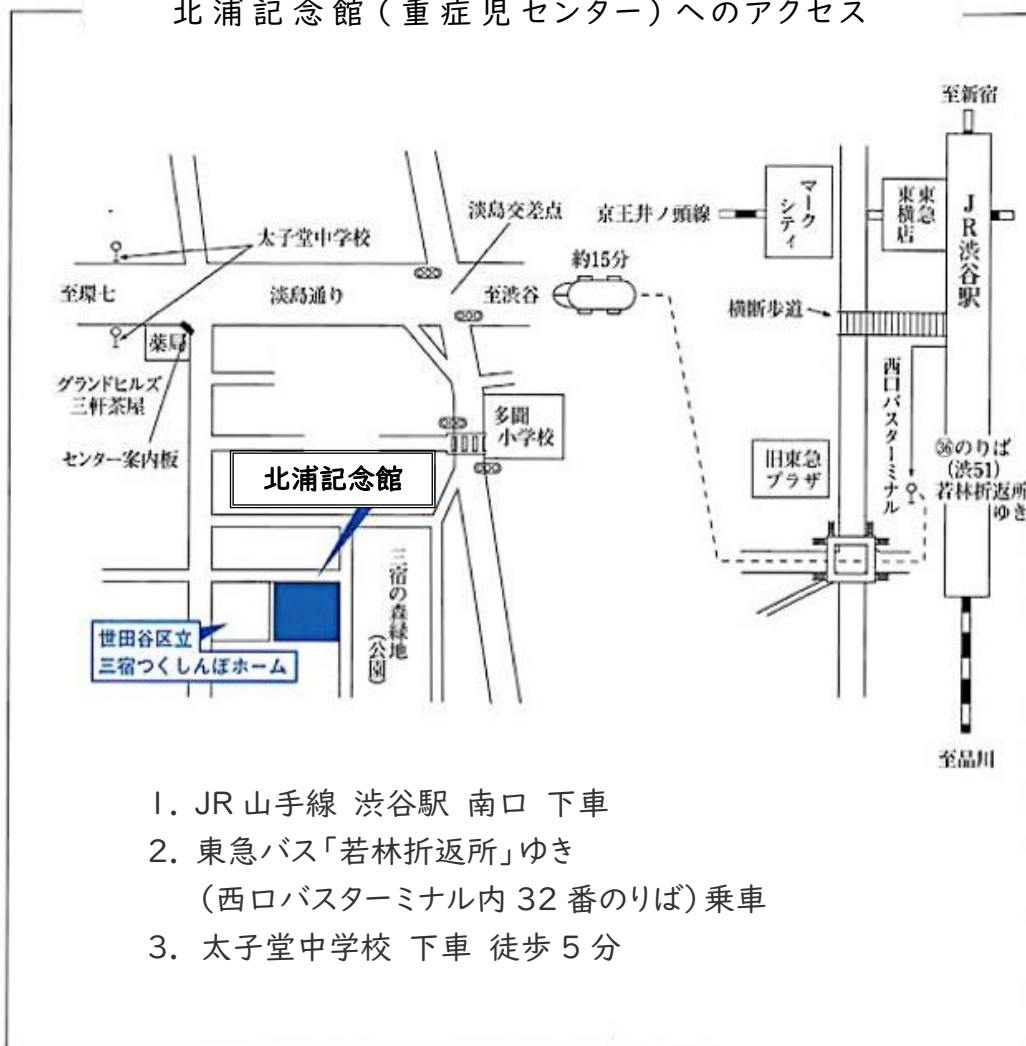 北浦記念館(重症児センター)へのアクセス
至新宿
マークシティ
東急東横店
JR渋谷駅
淡島交差点
京王井ノ頭線
太子堂中学校
約15分
至環七
淡島通り
至渋谷
横断歩道
薬局
グランドヒルズ
三軒茶屋
多聞
小学校
西口バスターミナル
センター案内板
旧東急
プラザ
㊱のりば
(渋51)
若林折返所
ゆき
北浦記念館
三宿の森緑地
(公園)
世田谷区立
三宿つくしんぼホーム
至品川
1. JR山手線 渋谷駅 南口 下車
2. 東急バス「若林折返所」ゆき
(西口バスターミナル内 32 番のりば)乗車
3. 太子堂中学校 下車 徒歩 5 分